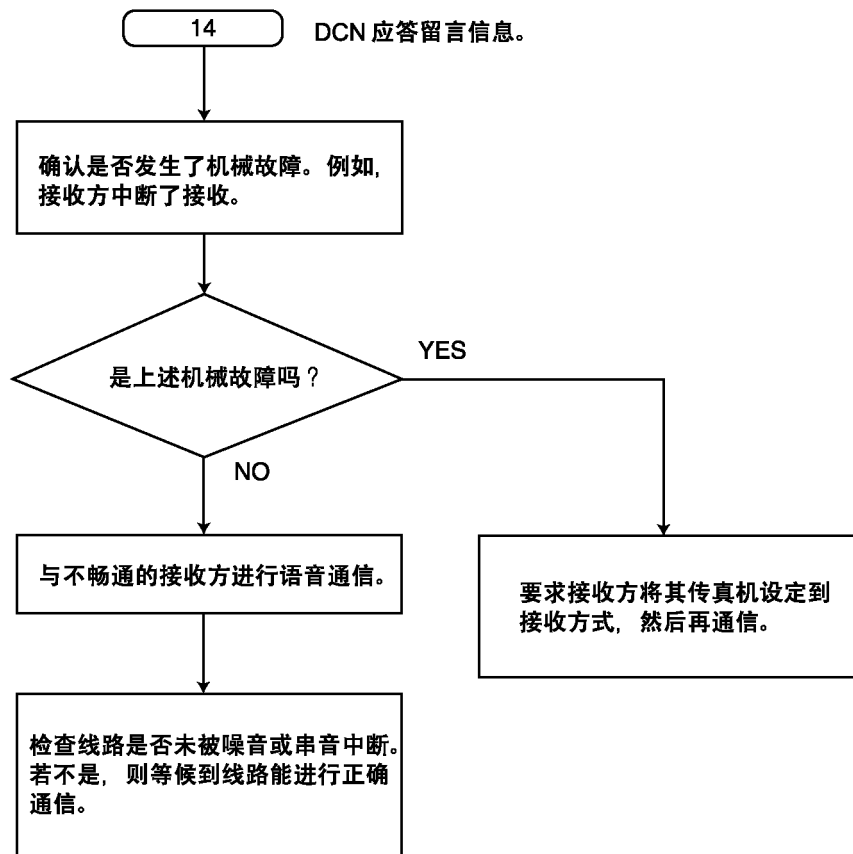 14
DCN 应答留言信息。
确认是否发生了机械故障。例如,
接收方中断了接收。
是上述机械故障吗?
YES
NO
与不畅通的接收方进行语音通信。
要求接收方将其传真机设定到
接收方式, 然后再通信。
检查线路是否未被噪音或串音中断。
若不是, 则等候到线路能进行正确
通信。